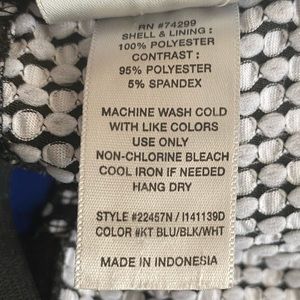 RN #74299
SHELL & LINING :
100% POLYESTER
CONTRAST :
95% POLYESTER
5% SPANDEX
MACHINE WASH COLD
WITH LIKE COLORS
USE ONLY
NON-CHLORINE BLEACH
COOL IRON IF NEEDED
HANG DRY
STYLE #22457N / I141139D
COLOR #KT BLU/BLK/WHT
MADE IN INDONESIA